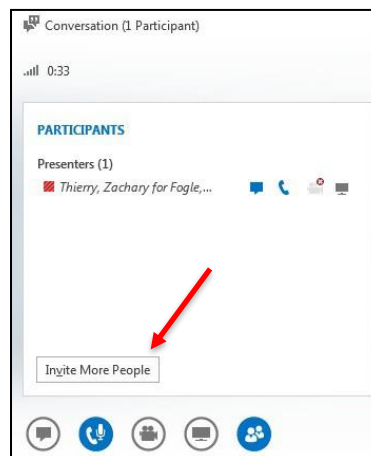 Conversation (1 Participant)
0:33
PARTICIPANTS
Presenters (1)
Thierry, Zachary for Fogle,...
Invite More People